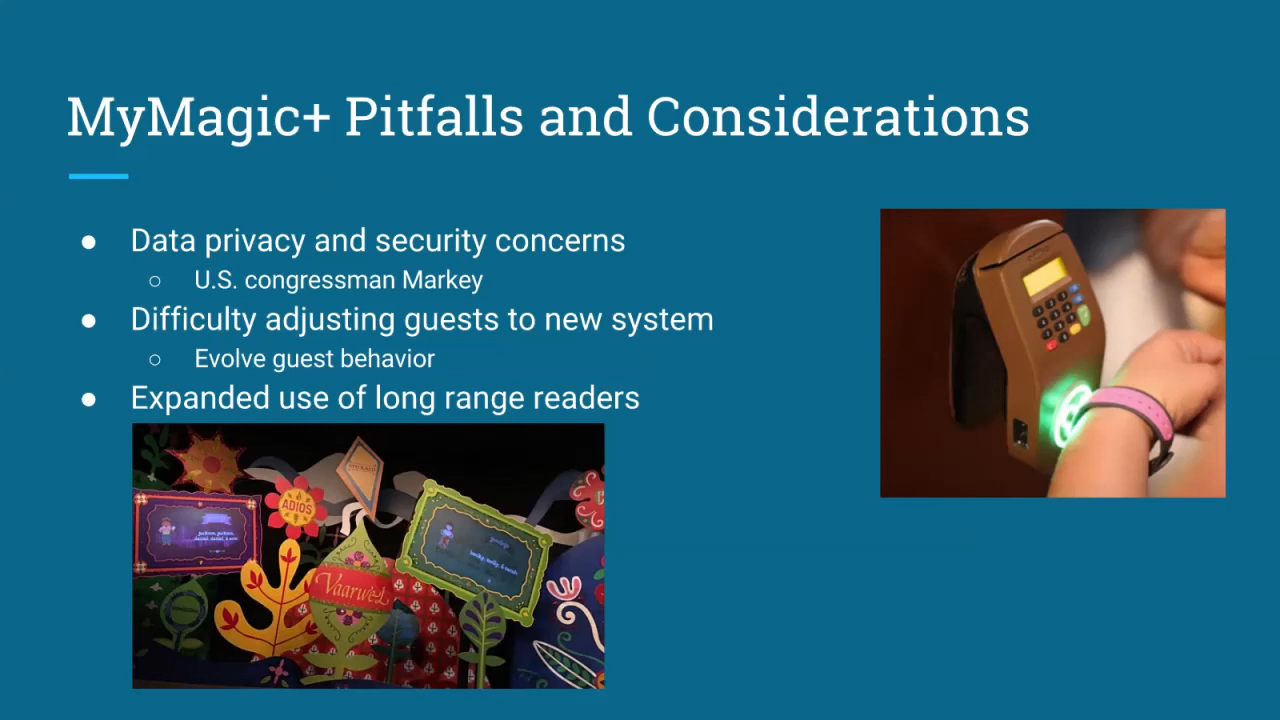 MyMagic+ Pitfalls and Considerations
● Data privacy and security concerns
○ U.S. congressman Markey
● Difficulty adjusting guests to new system
○ Evolve guest behavior
● Expanded use of long range readers
ADIOS
Vaarwel